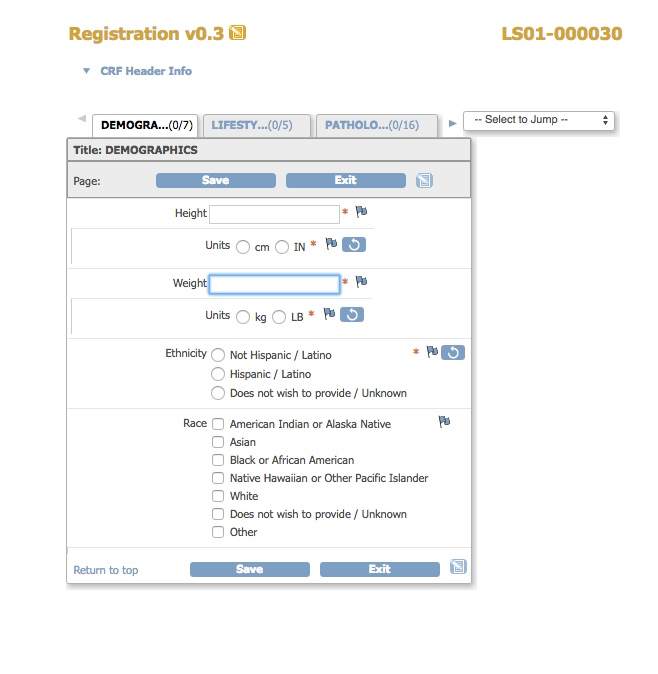 Registration v0.3 LS01-000030
CRF Header Info
DEMOGRA...(0/7) LIFESTY...(0/5) PATHOLO...(0/16) -- Select to Jump --
Title: DEMOGRAPHICS
Page: Save Exit
Height *
Units cm IN *
Weight *
Units kg LB *
Ethnicity Not Hispanic / Latino *
Hispanic / Latino
Does not wish to provide / Unknown
Race American Indian or Alaska Native
Asian
Black or African American
Native Hawaiian or Other Pacific Islander
White
Does not wish to provide / Unknown
Other
Return to top Save Exit